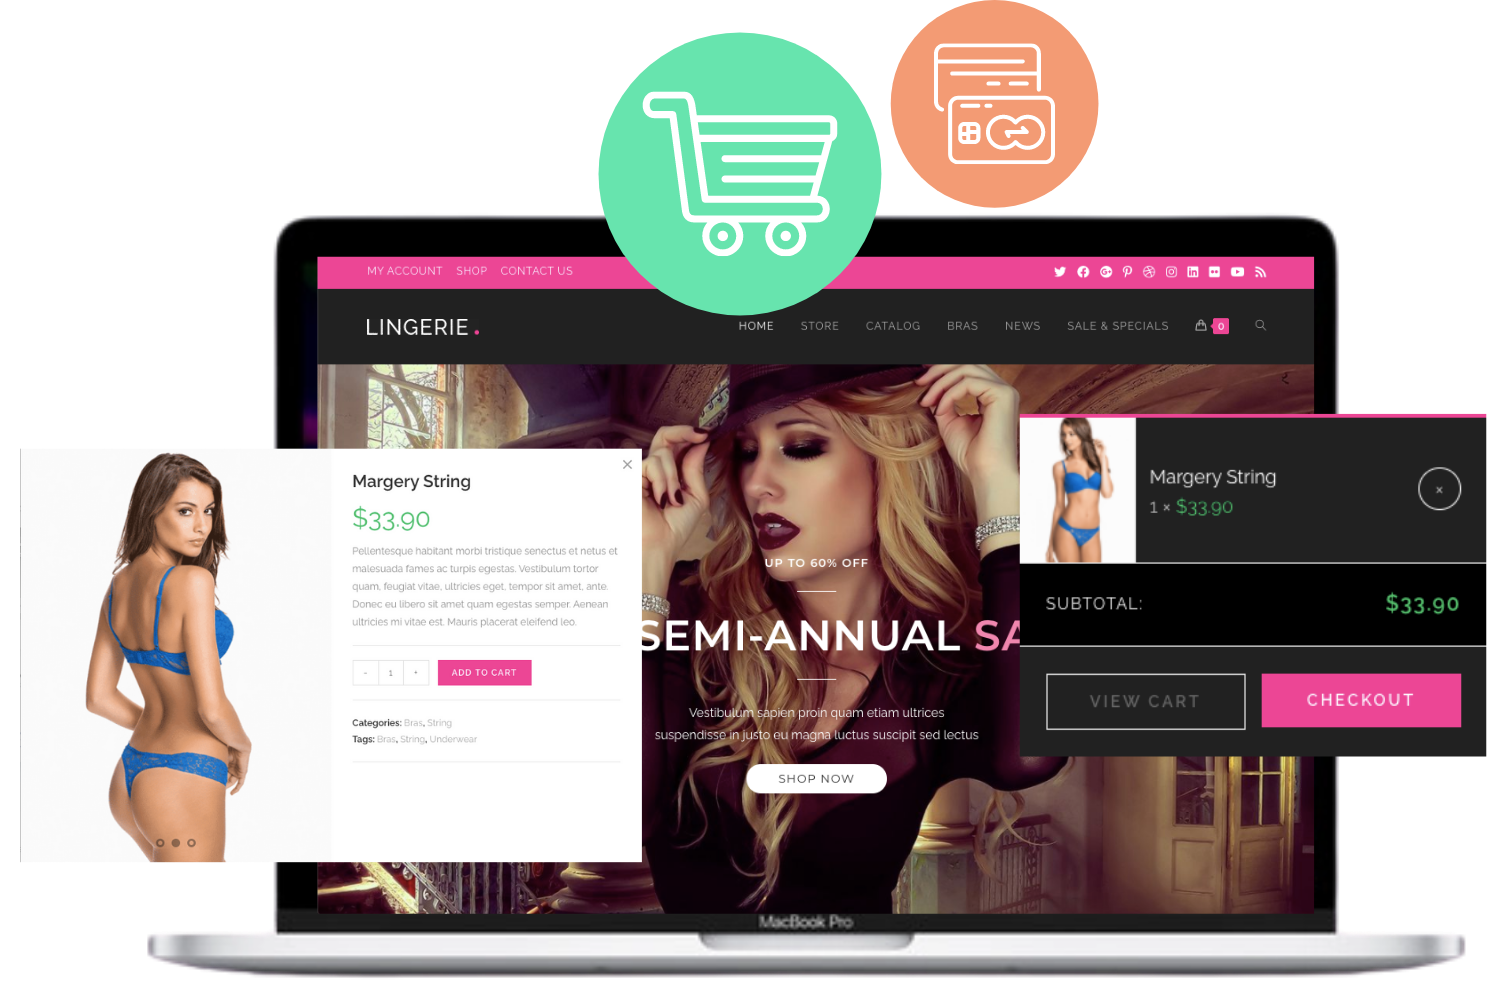 MY ACCOUNT SHOP CONTACT US
LINGERIE.
HOME STORE CATALOG BRAS NEWS SALE & SPECIALS 0
Margery String
$33.90
Pellentesque habitant morbi tristique senectus et netus et
malesuada fames ac turpis egestas. Vestibulum tortor
quam, feugiat vitae, ultricies eget, tempor sit amet, ante.
Donec eu libero sit amet quam egestas semper. Aenean
ultricies mi vitae est. Mauris placerat eleifend leo.
- 1 + ADD TO CART
Categories: Bras, String
Tags: Bras, String, Underwear
UP TO 60% OFF
SEMI-ANNUAL SA
Vestibulum sapien proin quam etiam ultrices
suspendisse in justo eu magna luctus suscipit sed lectus
SHOP NOW
Margery String
1 × $33.90
SUBTOTAL: $33.90
VIEW CART CHECKOUT
MacBook Pro